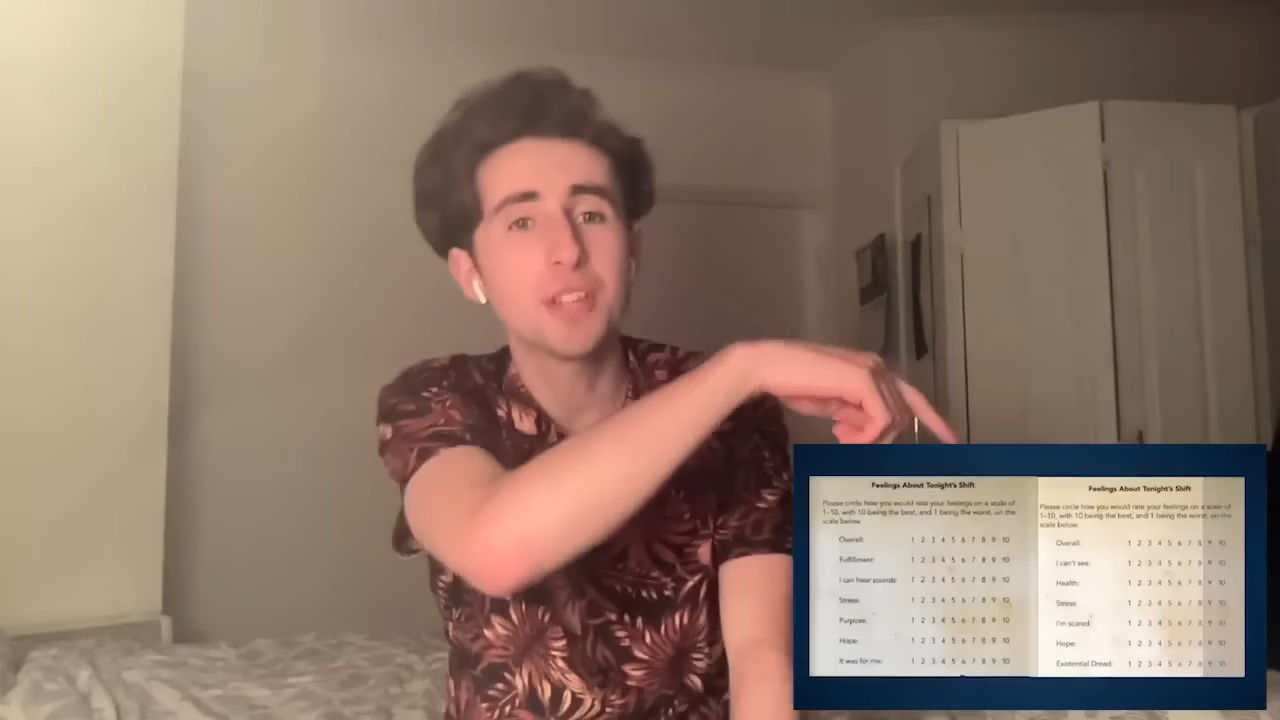 Feelings About Tonight's Shift
Please circle how you would rate your feelings on a scale of
1-10, with 10 being the best, and 1 being the worst, on the
scale below.
Overall: 1 2 3 4 5 6 7 8 9 10
Fulfillment: 1 2 3 4 5 6 7 8 9 10
I can hear sounds: 1 2 3 4 5 6 7 8 9 10
Stress: 1 2 3 4 5 6 7 8 9 10
Purpose: 1 2 3 4 5 6 7 8 9 10
Hope: 1 2 3 4 5 6 7 8 9 10
It was for me: 1 2 3 4 5 6 7 8 9 10
Feelings About Tonight's Shift
Please circle how you would rate your feelings on a scale of
1-10, with 10 being the best, and 1 being the worst, on the
scale below.
Overall: 1 2 3 4 5 6 7 8 9 10
I can't see: 1 2 3 4 5 6 7 8 9 10
Health: 1 2 3 4 5 6 7 8 9 10
Stress: 1 2 3 4 5 6 7 8 9 10
I'm scared: 1 2 3 4 5 6 7 8 9 10
Hope: 1 2 3 4 5 6 7 8 9 10
Existential Dread: 1 2 3 4 5 6 7 8 9 10